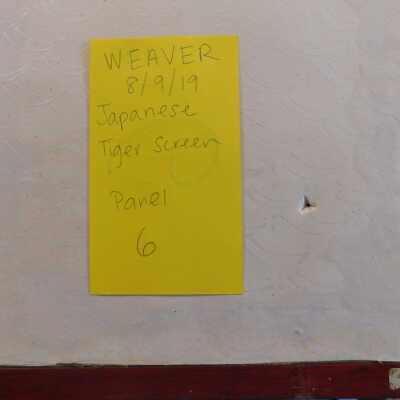 WEAVER
8/9/19
Japanese
Tiger Screen
Panel
6